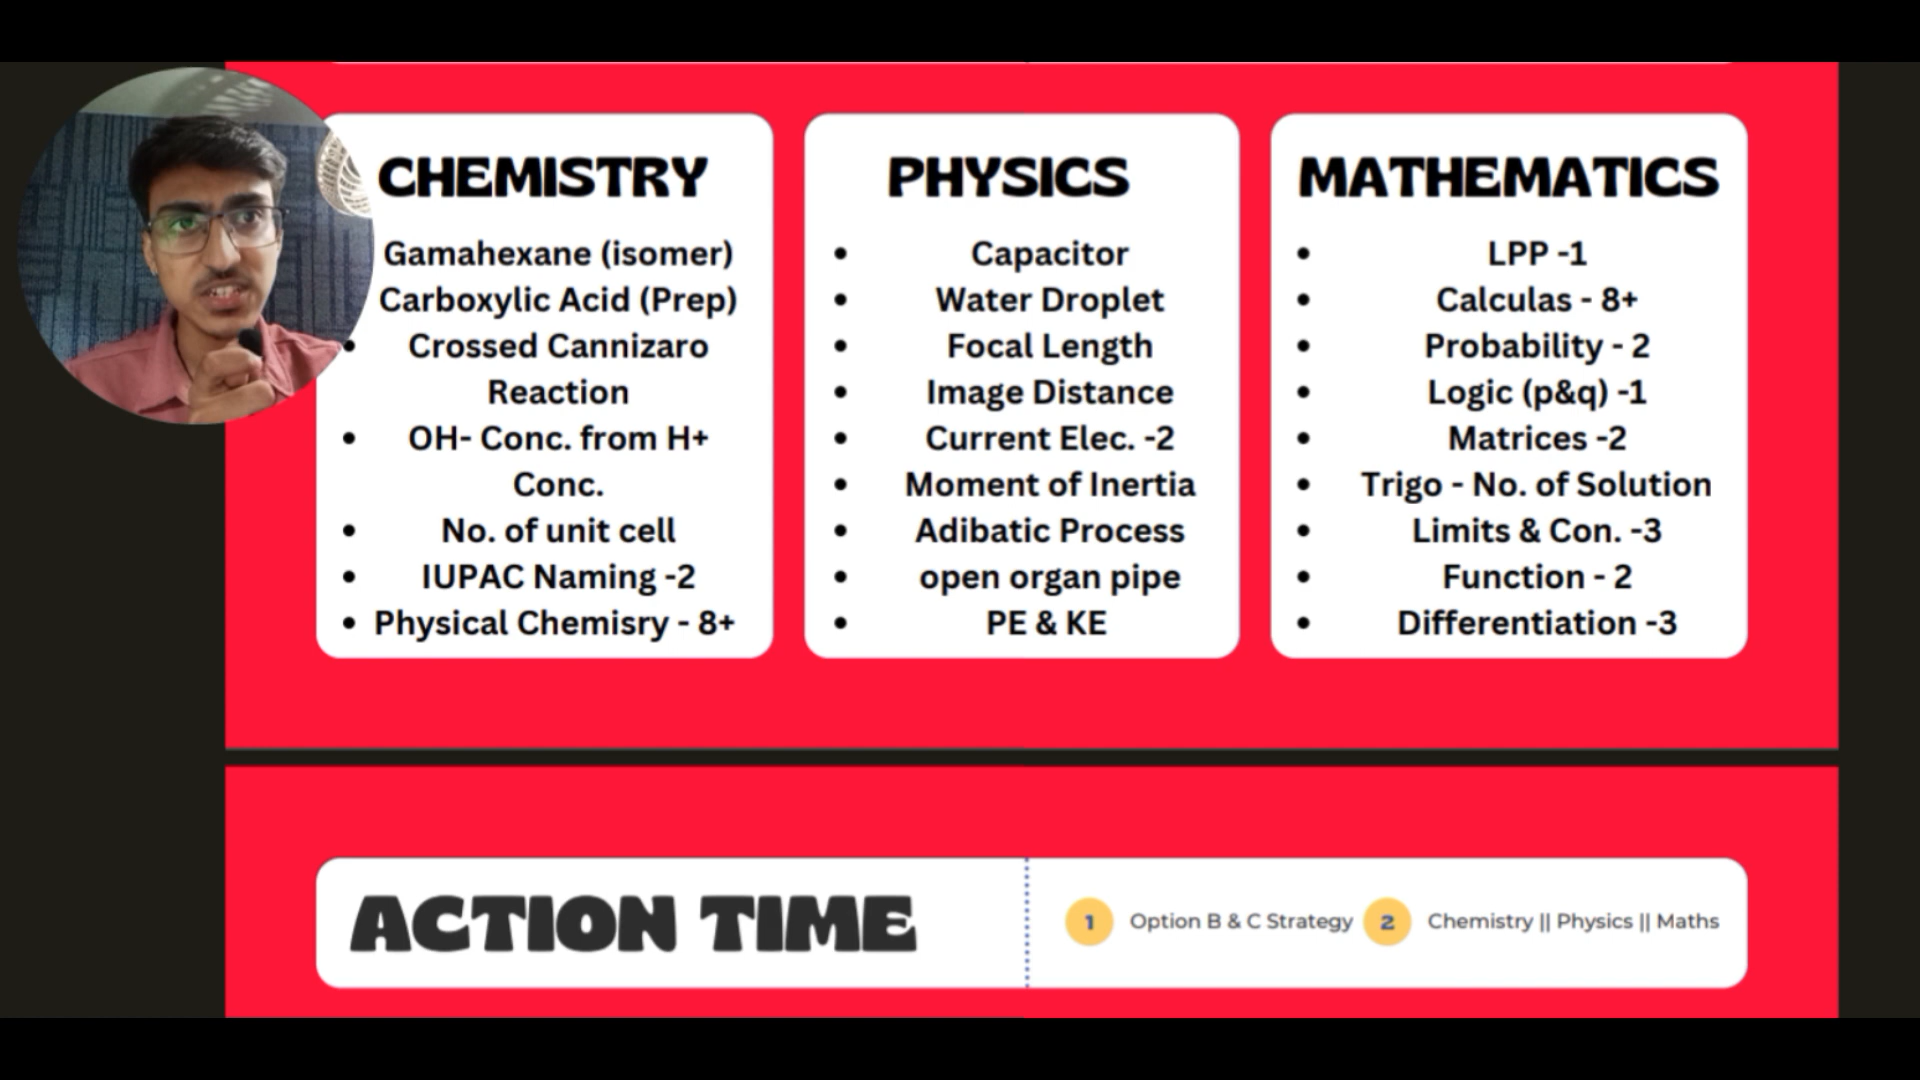 CHEMISTRY
Gamahexane (isomer)
Carboxylic Acid (Prep)
Crossed Cannizaro
Reaction
OH- Conc. from H+
Conc.
No. of unit cell
IUPAC Naming -2
Physical Chemisry - 8+
PHYSICS
Capacitor
Water Droplet
Focal Length
Image Distance
Current Elec. -2
Moment of Inertia
Adibatic Process
open organ pipe
PE & KE
MATHEMATICS
LPP -1
Calculas - 8+
Probability - 2
Logic (p&q) -1
Matrices -2
Trigo - No. of Solution
Limits & Con. -3
Function - 2
Differentiation -3
ACTION TIME
1 Option B & C Strategy 2 Chemistry || Physics || Maths